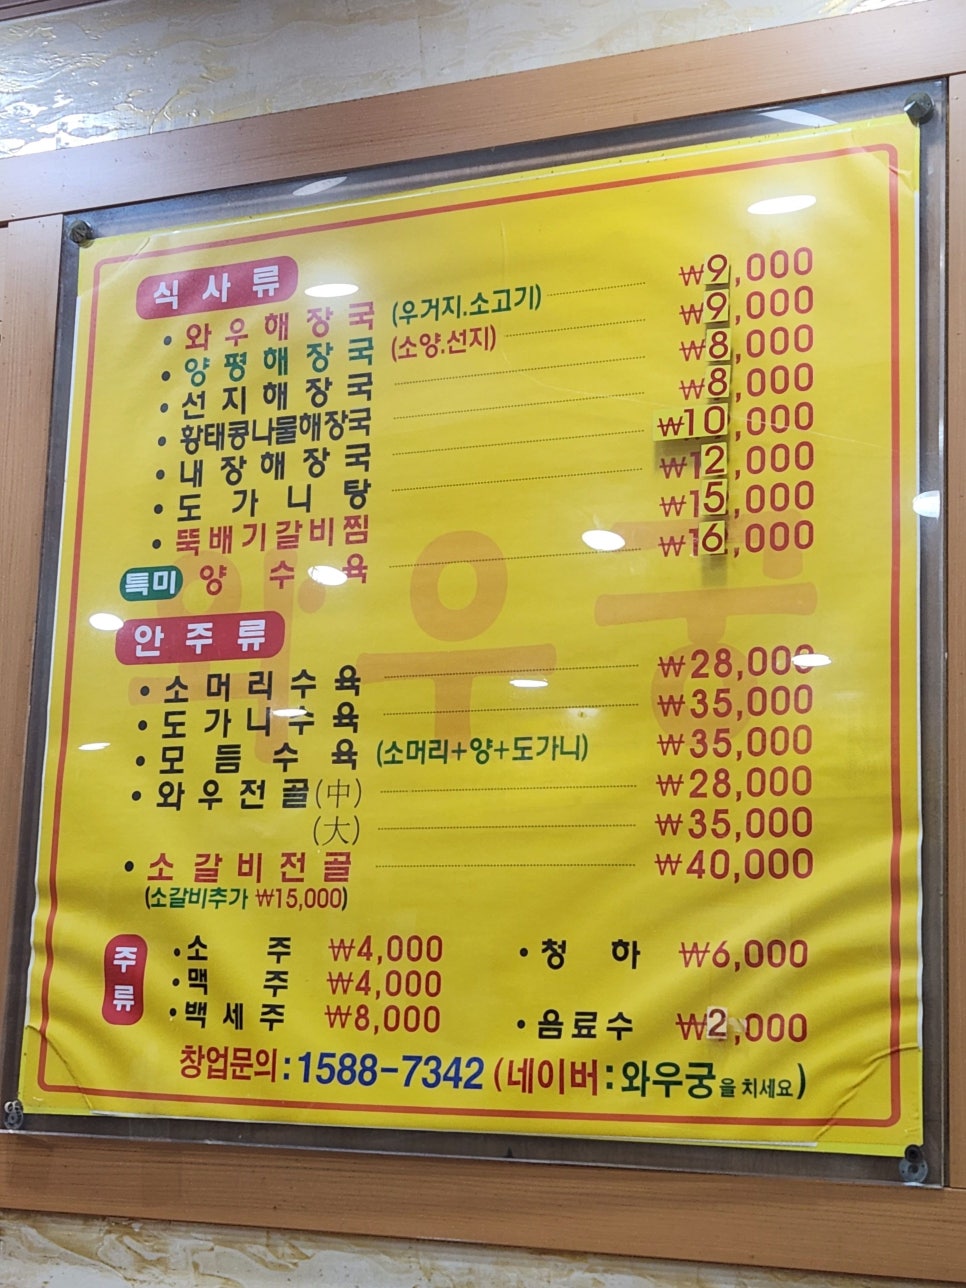 식사류
• 와우해장국 (우거지.소고기) ₩9,000
• 양평해장국 (소양.선지) ₩9,000
• 선지해장국 ₩8,000
• 황태콩나물해장국 ₩8,000
• 내장해장국 ₩10,000
• 도가니탕 ₩12,000
• 뚝배기갈비찜 ₩15,000
특미 양수육 ₩16,000
와우궁
안주류
• 소머리수육 ₩28,000
• 도가니수육 ₩35,000
• 모듬수육 (소머리+양+도가니) ₩35,000
• 와우전골(中) ₩28,000
(大) ₩35,000
• 소갈비전골 ₩40,000
(소갈비추가 ₩15,000)
주류
•소주 ₩4,000 •청하 ₩6,000
•맥주 ₩4,000
•백세주 ₩8,000 •음료수 ₩2,000
창업문의:1588-7342 (네이버:와우궁을 치세요)